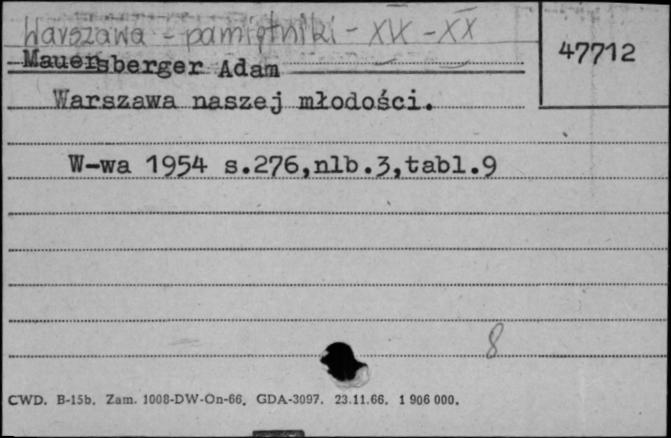 Warszawa - pamiętniki - XIX - XX
47712
Mauersberger Adam
Warszawa naszej młodości.
W-wa 1954 s.276,nlb.3,tabl.9
8
CWD. B-15b. Zam. 1008-DW-On-66. GDA-3097. 23.11.66. 1 906 000.